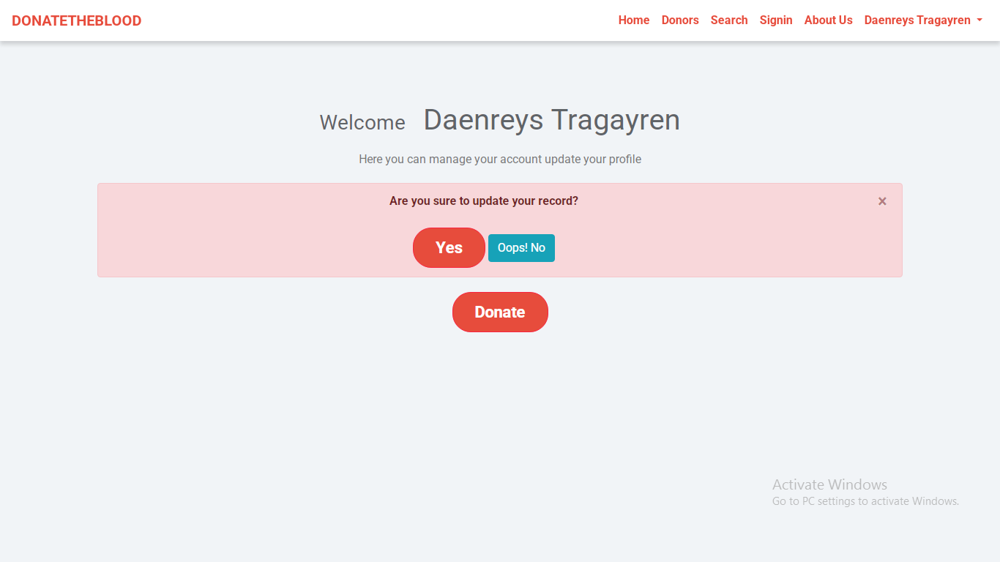 DONATETHEBLOOD Home Donors Search Signin About Us Daenreys Tragayren
Welcome Daenreys Tragayren
Here you can manage your account update your profile
Are you sure to update your record? ×
Yes Oops! No
Donate
Activate Windows
Go to PC settings to activate Windows.